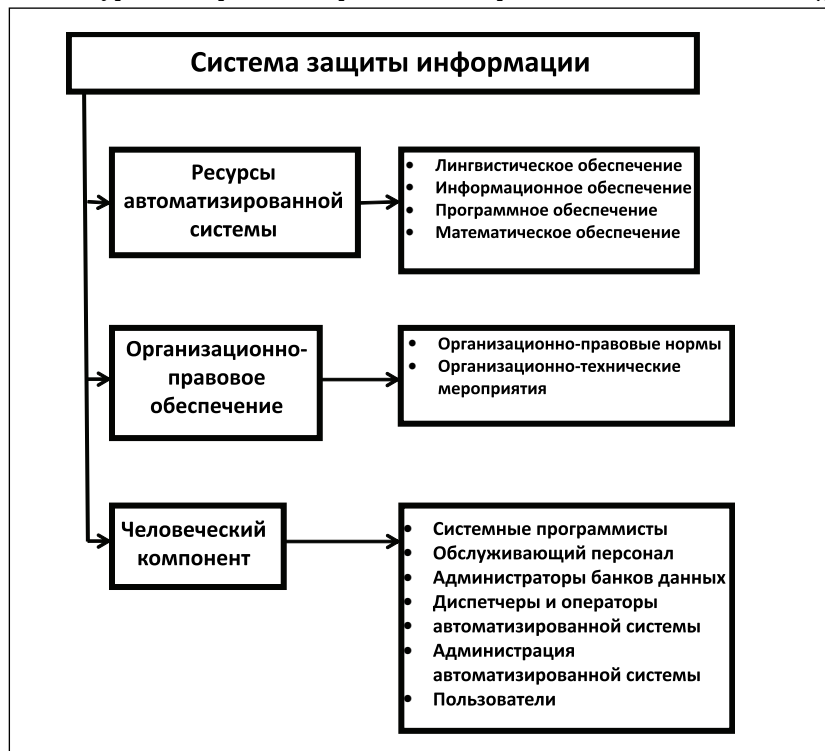 Система защиты информации
Ресурсы
автоматизированной
системы
• Лингвистическое обеспечение
• Информационное обеспечение
• Программное обеспечение
• Математическое обеспечение
Организационно-
правовое
обеспечение
• Организационно-правовые нормы
• Организационно-технические
мероприятия
Человеческий
компонент
• Системные программисты
• Обслуживающий персонал
• Администраторы банков данных
• Диспетчеры и операторы
• автоматизированной системы
• Администрация
автоматизированной системы
• Пользователи